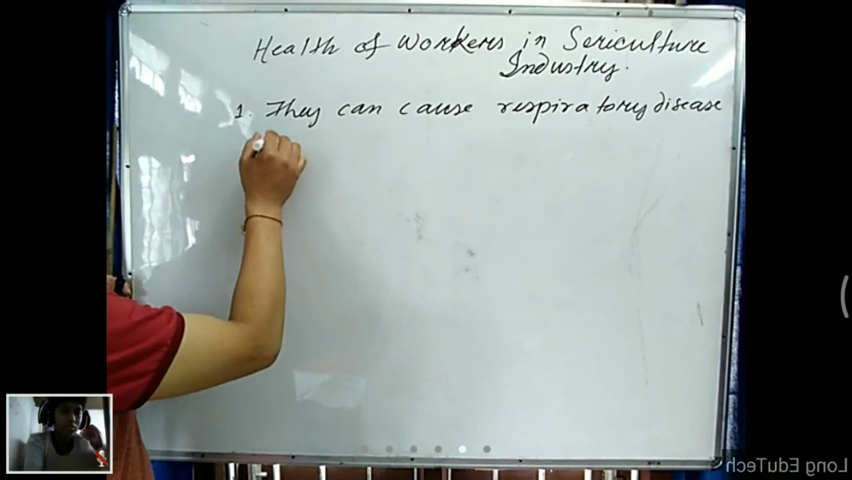 Health of Workers in Sericulture
Industry.
1. They can cause respiratory disease
Long EduTech